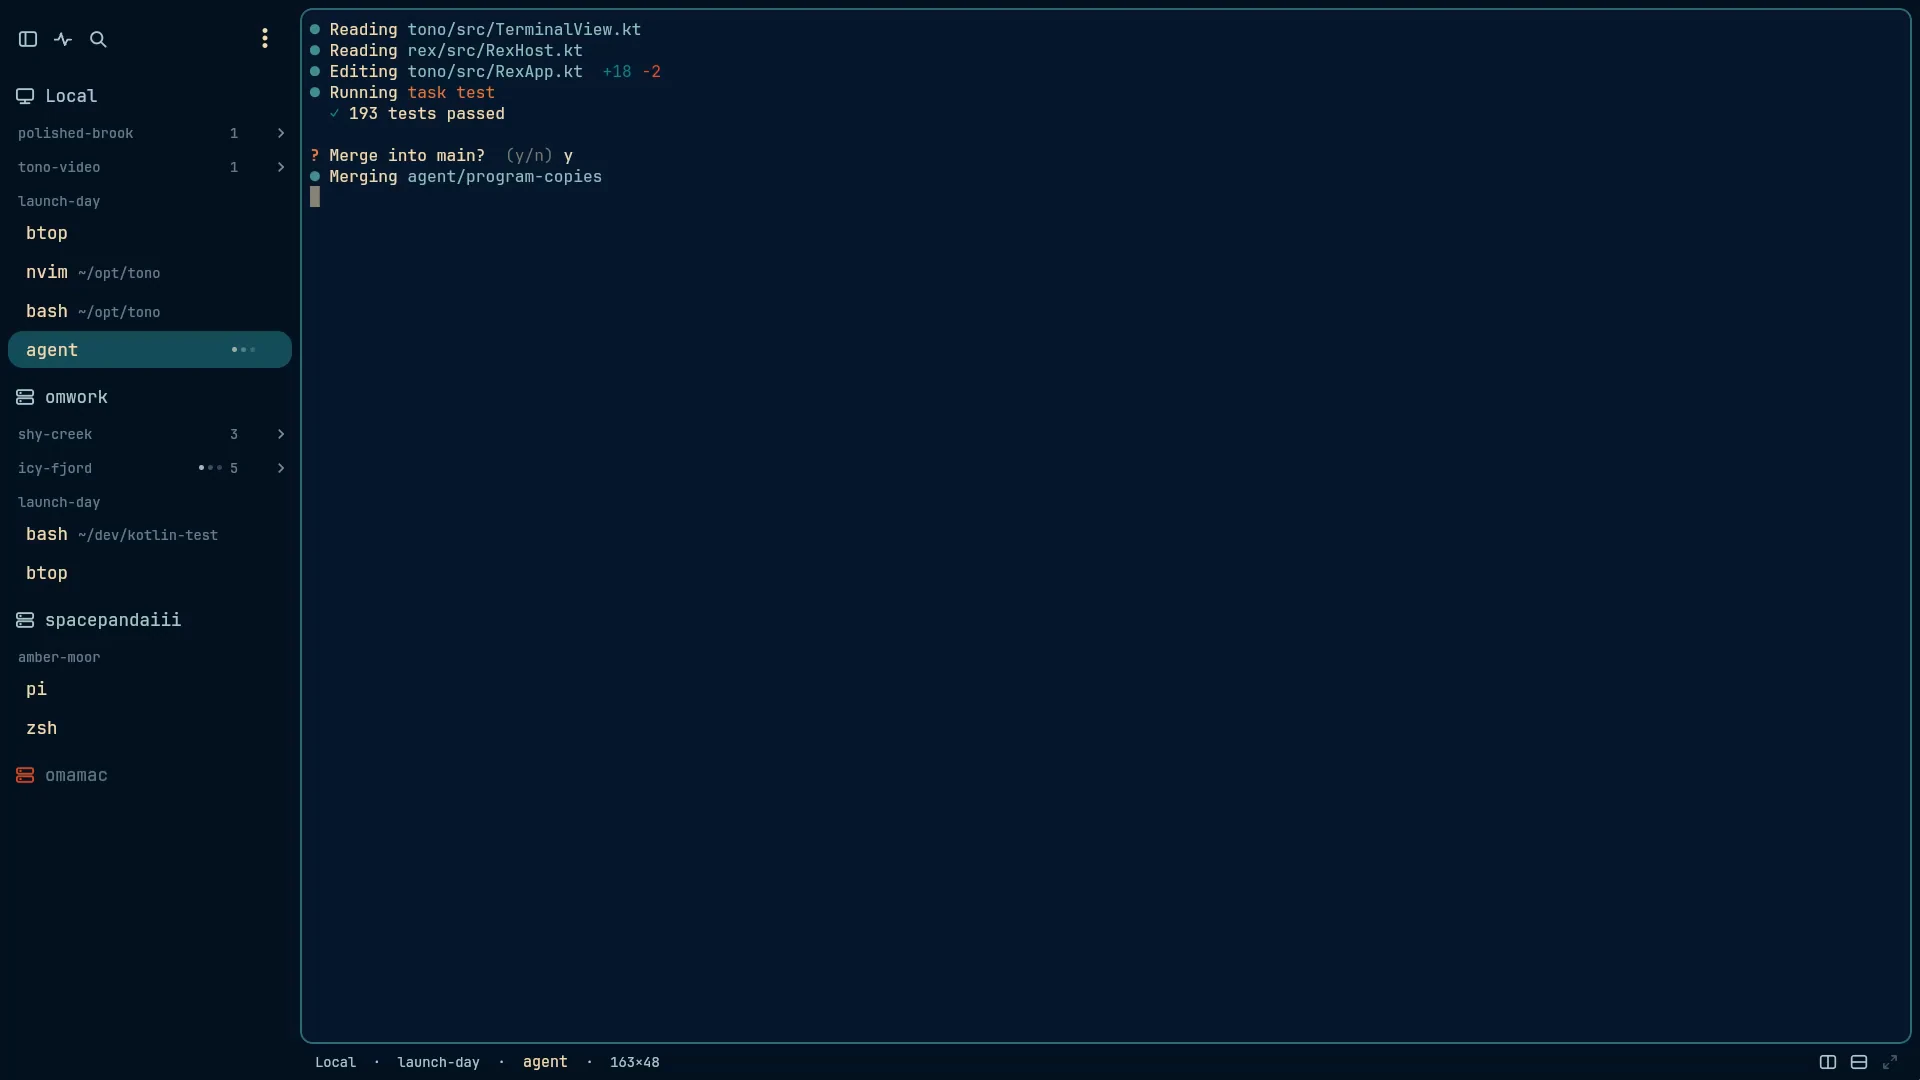 Local
polished-brook 1
tono-video 1
launch-day
btop
nvim ~/opt/tono
bash ~/opt/tono
agent
omwork
shy-creek 3
icy-fjord 5
launch-day
bash ~/dev/kotlin-test
btop
spacepandaiii
amber-moor
pi
zsh
omamac
Reading tono/src/TerminalView.kt
Reading rex/src/RexHost.kt
Editing tono/src/RexApp.kt +18 -2
Running task test
✓ 193 tests passed
? Merge into main? (y/n) y
Merging agent/program-copies
Local · launch-day · agent · 163×48